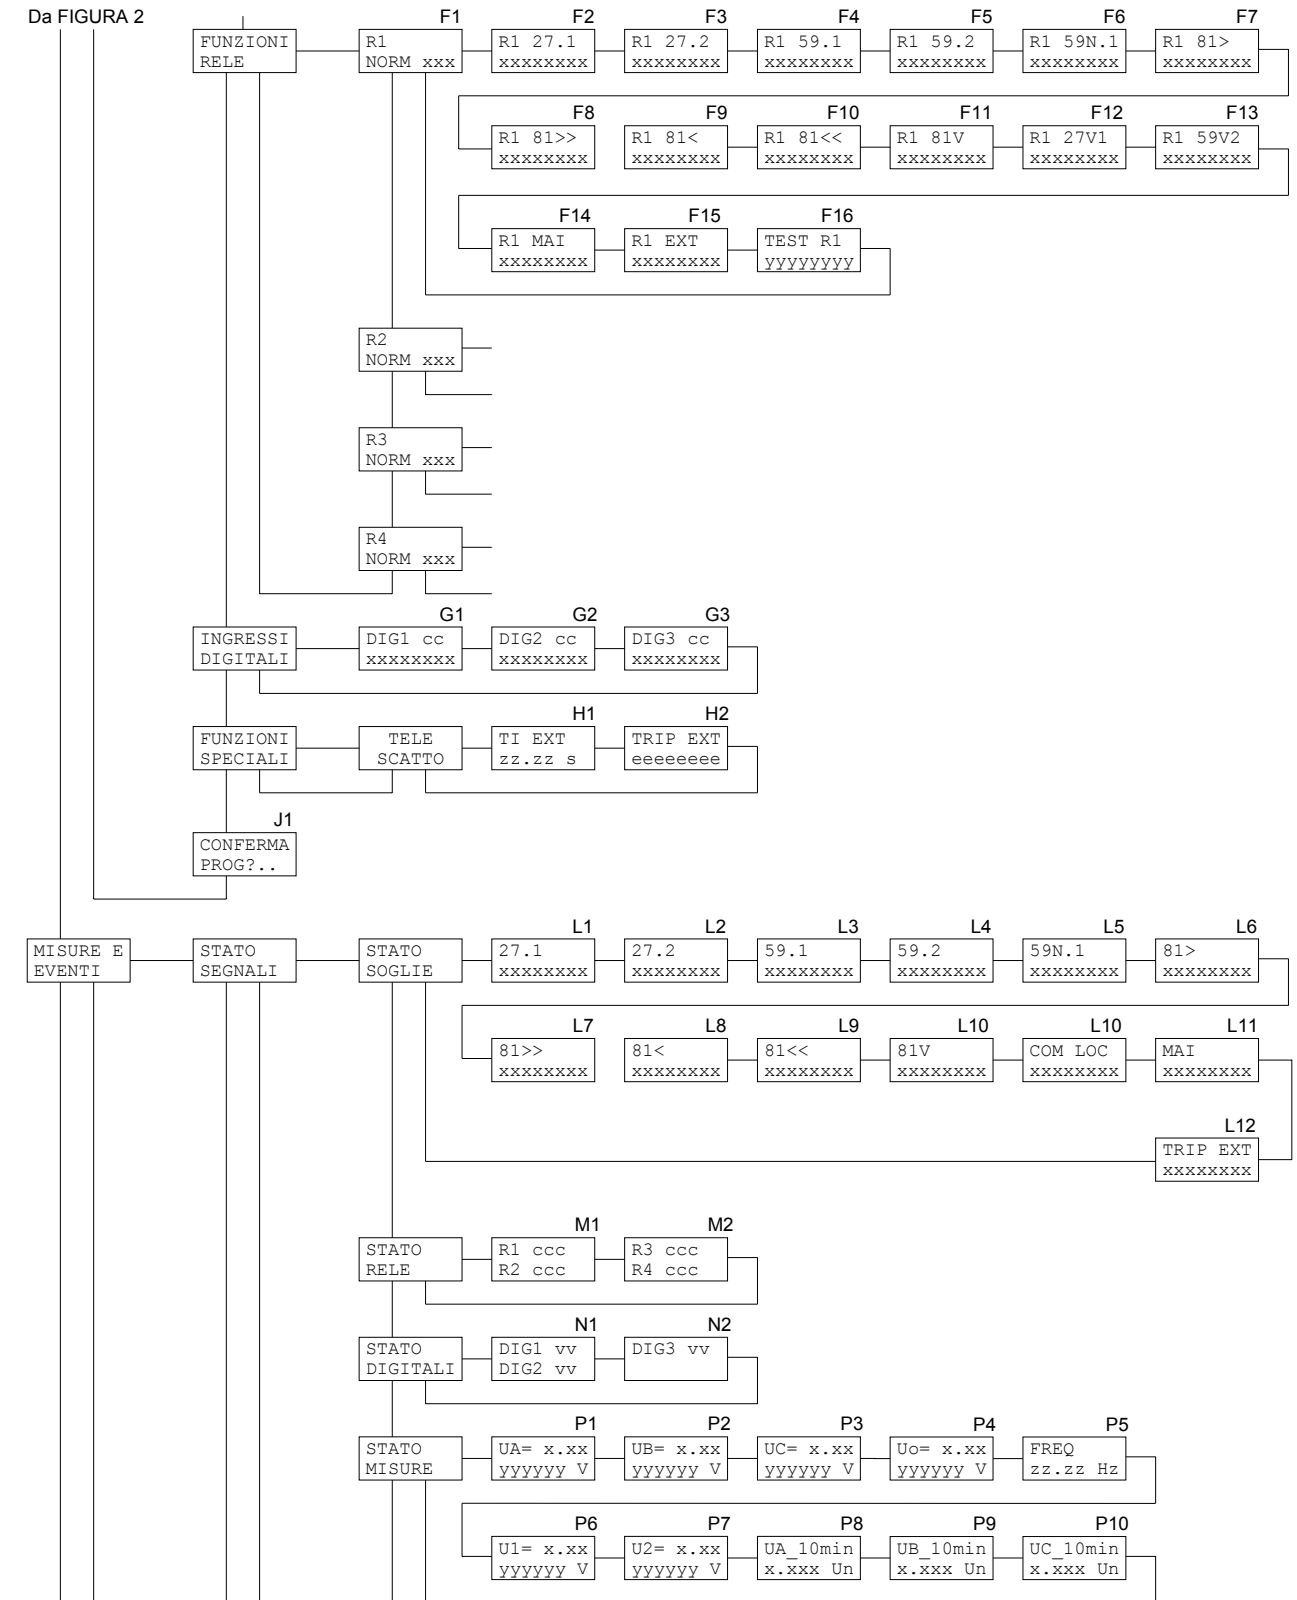 Da FIGURA 2
F1 F2 F3 F4 F5 F6 F7
FUNZIONI R1 R1 27.1 R1 27.2 R1 59.1 R1 59.2 R1 59N.1 R1 81>
RELE NORM xxx xxxxxxxx xxxxxxxx xxxxxxxx xxxxxxxx xxxxxxxx xxxxxxxx
F8 F9 F10 F11 F12 F13
R1 81>> R1 81< R1 81<< R1 81V R1 27V1 R1 59V2
xxxxxxxx xxxxxxxx xxxxxxxx xxxxxxxx xxxxxxxx xxxxxxxx
F14 F15 F16
R1 MAI R1 EXT TEST R1
xxxxxxxx xxxxxxxx yyyyyyyy
R2
NORM xxx
R3
NORM xxx
R4
NORM xxx
G1 G2 G3
INGRESSI DIG1 cc DIG2 cc DIG3 cc
DIGITALI xxxxxxxx xxxxxxxx xxxxxxxx
H1 H2
FUNZIONI TELE TI EXT TRIP EXT
SPECIALI SCATTO zz.zz s eeeeeeee
J1
CONFERMA
PROG?..
L1 L2 L3 L4 L5 L6
MISURE E STATO STATO 27.1 27.2 59.1 59.2 59N.1 81>
EVENTI SEGNALI SOGLIE xxxxxxxx xxxxxxxx xxxxxxxx xxxxxxxx xxxxxxxx xxxxxxxx
L7 L8 L9 L10 L10 L11
81>> 81< 81<< 81V COM LOC MAI
xxxxxxxx xxxxxxxx xxxxxxxx xxxxxxxx xxxxxxxx xxxxxxxx
L12
TRIP EXT
xxxxxxxx
M1 M2
STATO R1 ccc R3 ccc
RELE R2 ccc R4 ccc
N1 N2
STATO DIG1 vv DIG3 vv
DIGITALI DIG2 vv
P1 P2 P3 P4 P5
STATO UA= x.xx UB= x.xx UC= x.xx Uo= x.xx FREQ
MISURE yyyyyy V yyyyyy V yyyyyy V yyyyyy V zz.zz Hz
P6 P7 P8 P9 P10
U1= x.xx U2= x.xx UA_10min UB_10min UC_10min
yyyyyy V yyyyyy V x.xxx Un x.xxx Un x.xxx Un